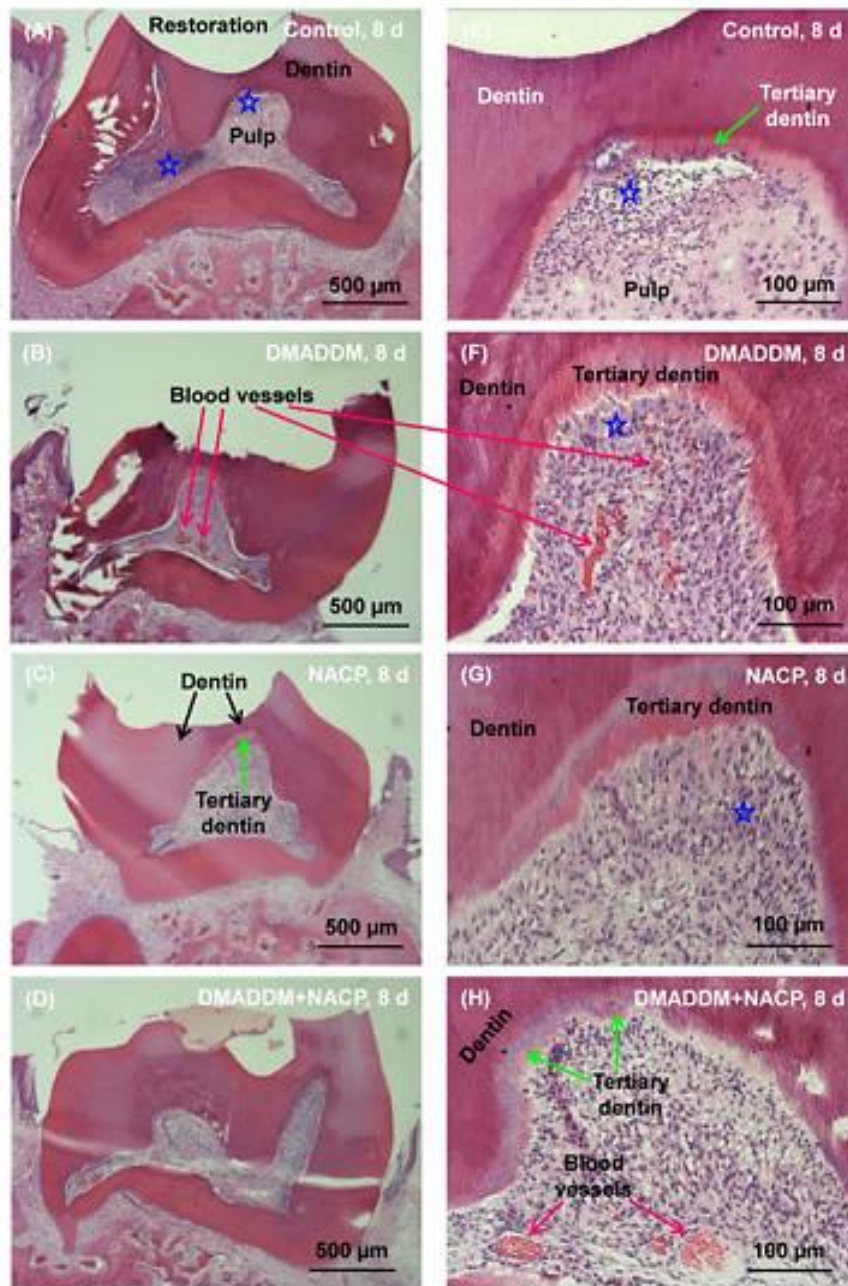 (A)
Restoration
Control, 8 d
Dentin
Pulp
500 µm
(E)
Control, 8 d
Dentin
Tertiary
dentin
Pulp
100 µm
(B)
DMADDM, 8 d
Blood vessels
500 µm
(F)
DMADDM, 8 d
Dentin
Tertiary dentin
100 µm
(C)
NACP, 8 d
Dentin
Tertiary
dentin
500 µm
(G)
NACP, 8 d
Tertiary dentin
Dentin
100 µm
(D)
DMADDM+NACP, 8 d
500 µm
(H)
DMADDM+NACP, 8 d
Dentin
Tertiary
dentin
Blood
vessels
100 µm